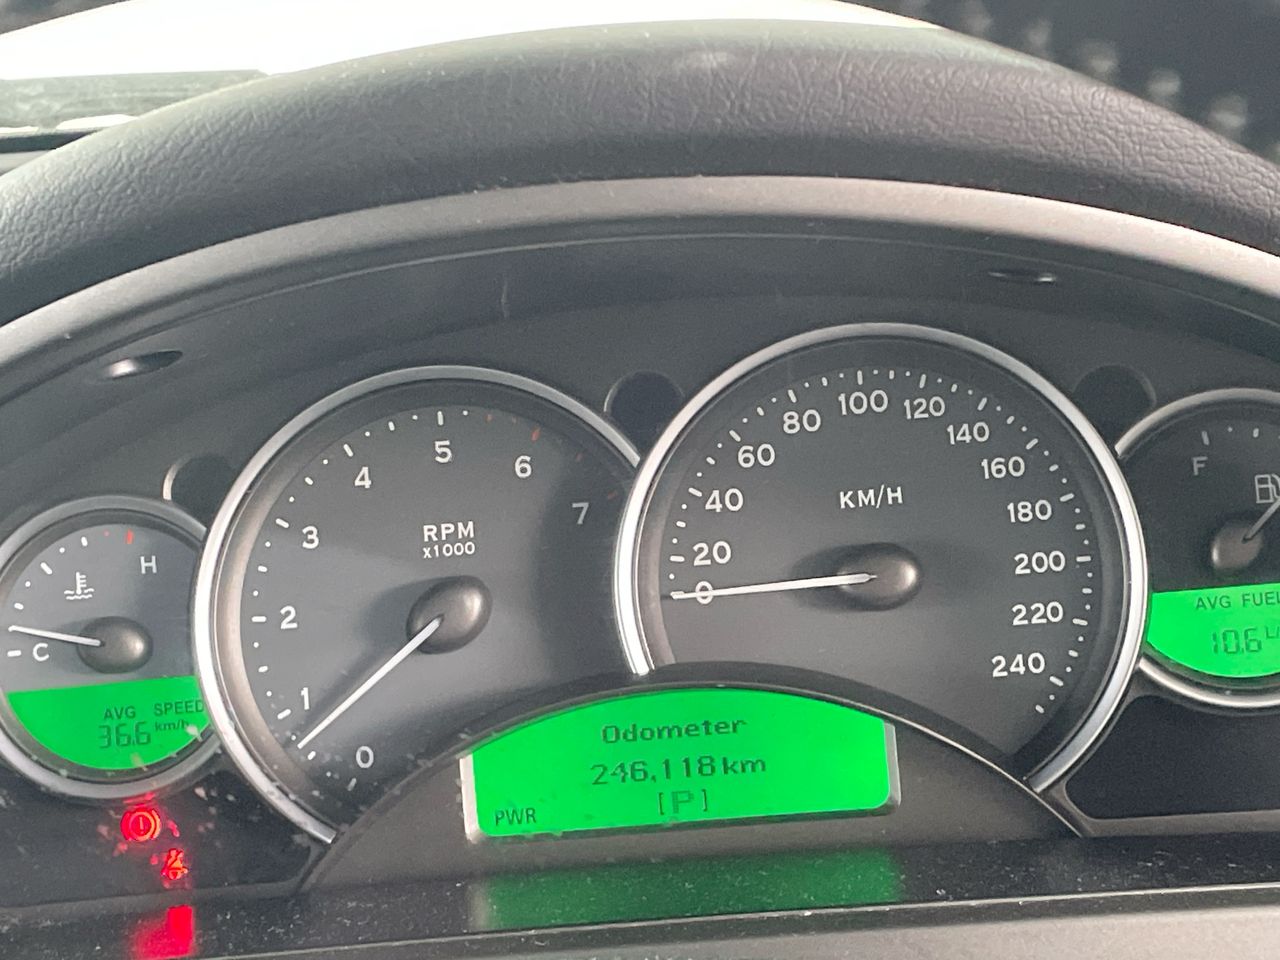 H
C
AVG SPEED
36.6 km/h
RPM
x1000
0
1
2
3
4
5
6
7
KM/H
0
20
40
60
80
100
120
140
160
180
200
220
240
Odometer
246,118 km
[P]
PWR
F
AVG FUEL
10.6